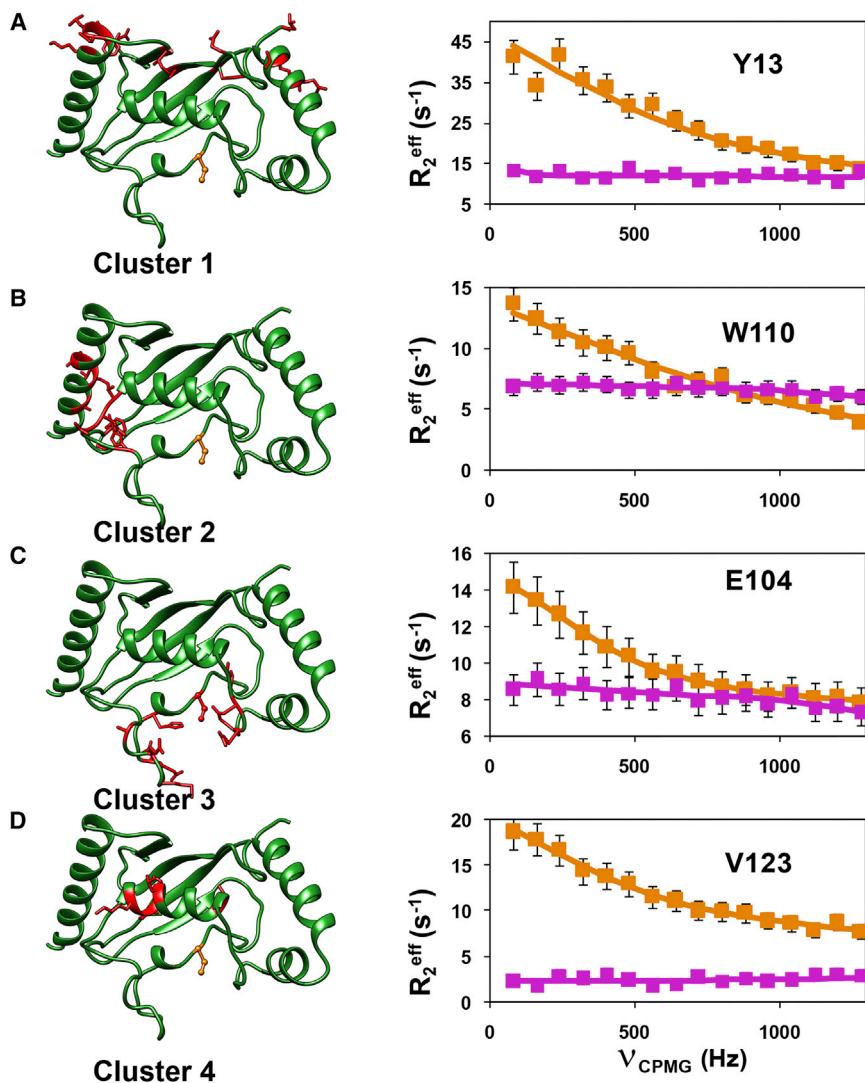 A
Cluster 1
45
35
25
15
5
R₂ᵉᶠᶠ (s⁻¹)
Y13
0
500
1000
B
Cluster 2
15
10
5
0
R₂ᵉᶠᶠ (s⁻¹)
W110
0
500
1000
C
Cluster 3
16
14
12
10
8
6
R₂ᵉᶠᶠ (s⁻¹)
E104
0
500
1000
D
Cluster 4
20
15
10
5
0
R₂ᵉᶠᶠ (s⁻¹)
V123
0
500
1000
νCPMG (Hz)